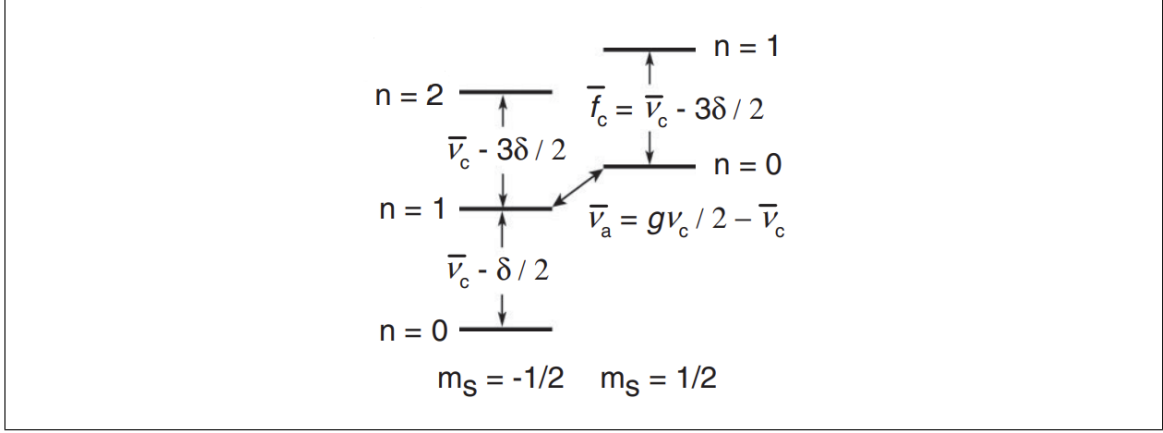 n = 1
n = 2
f̅c = ν̅c - 3δ / 2
ν̅c - 3δ / 2
n = 0
n = 1
ν̅a = gνc / 2 – ν̅c
ν̅c - δ / 2
n = 0
mS = -1/2 mS = 1/2